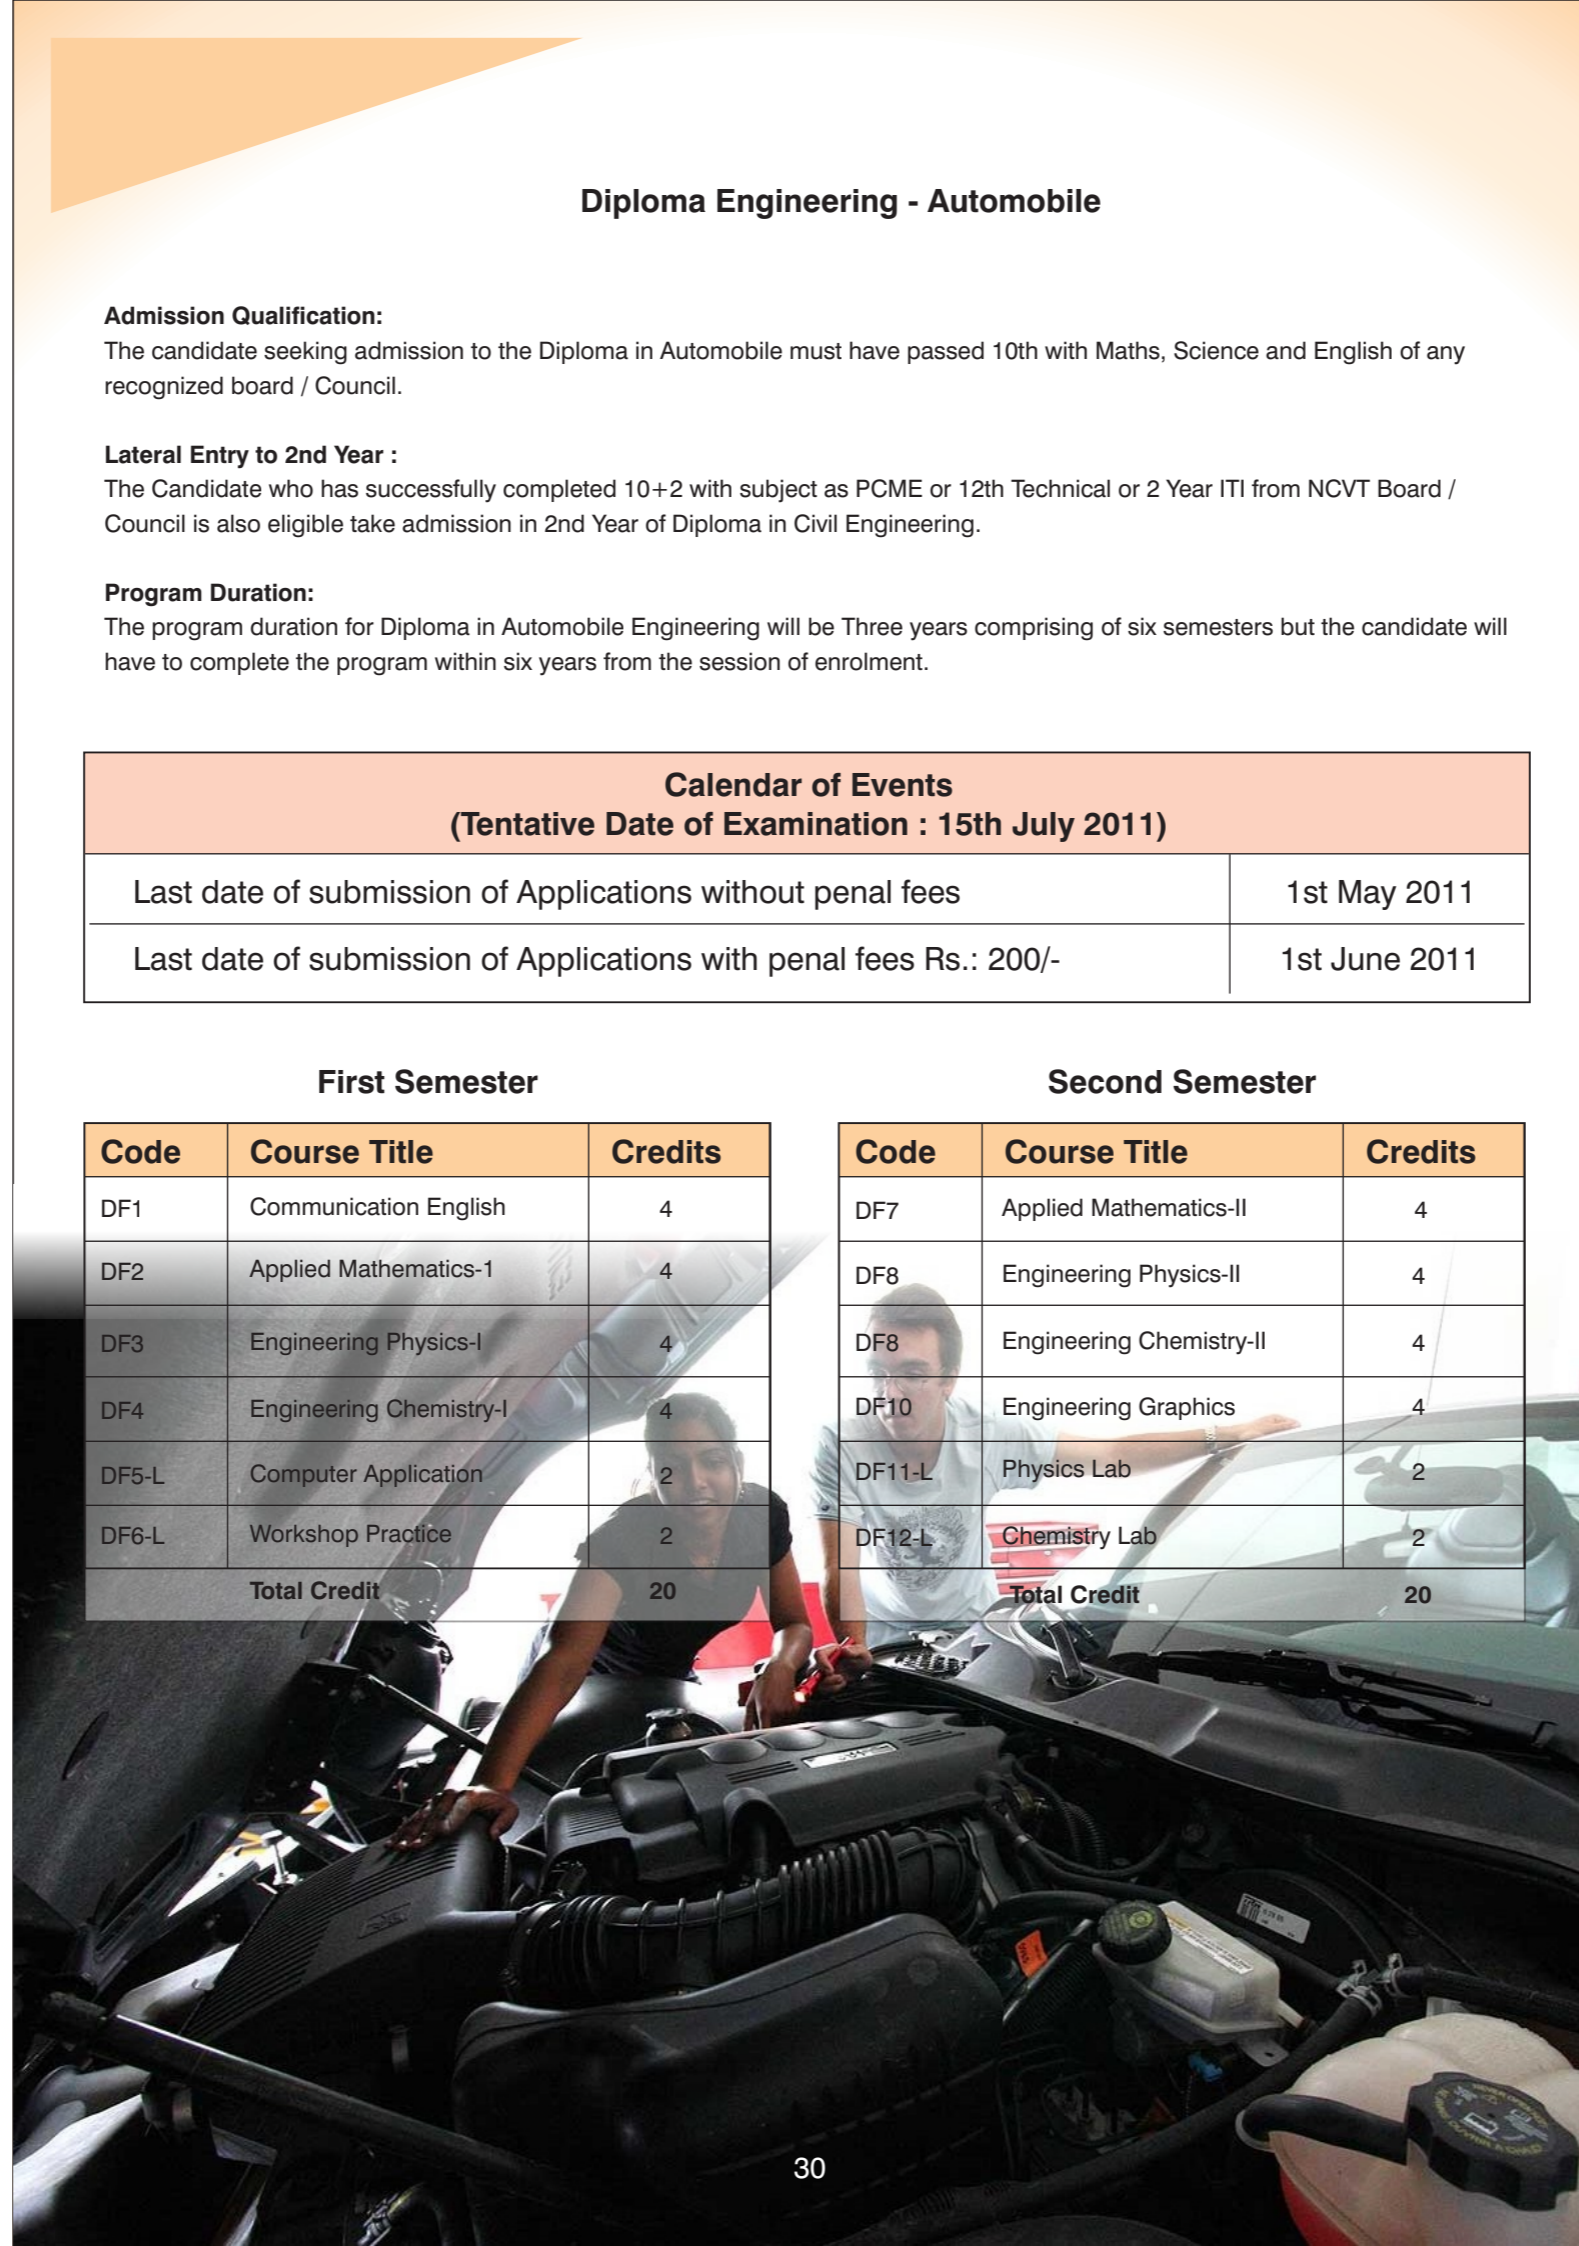 Diploma Engineering - Automobile
Admission Qualification:
The candidate seeking admission to the Diploma in Automobile must have passed 10th with Maths, Science and English of any
recognized board / Council.
Lateral Entry to 2nd Year :
The Candidate who has successfully completed 10+2 with subject as PCME or 12th Technical or 2 Year ITI from NCVT Board /
Council is also eligible take admission in 2nd Year of Diploma in Civil Engineering.
Program Duration:
The program duration for Diploma in Automobile Engineering will be Three years comprising of six semesters but the candidate will
have to complete the program within six years from the session of enrolment.
Calendar of Events
(Tentative Date of Examination : 15th July 2011)
Last date of submission of Applications without penal fees 1st May 2011
Last date of submission of Applications with penal fees Rs.: 200/- 1st June 2011
First Semester
Code Course Title Credits
DF1 Communication English 4
DF2 Applied Mathematics-1 4
DF3 Engineering Physics-I 4
DF4 Engineering Chemistry-I 4
DF5-L Computer Application 2
DF6-L Workshop Practice 2
Total Credit 20
Second Semester
Code Course Title Credits
DF7 Applied Mathematics-II 4
DF8 Engineering Physics-II 4
DF8 Engineering Chemistry-II 4
DF10 Engineering Graphics 4
DF11-L Physics Lab 2
DF12-L Chemistry Lab 2
Total Credit 20
30